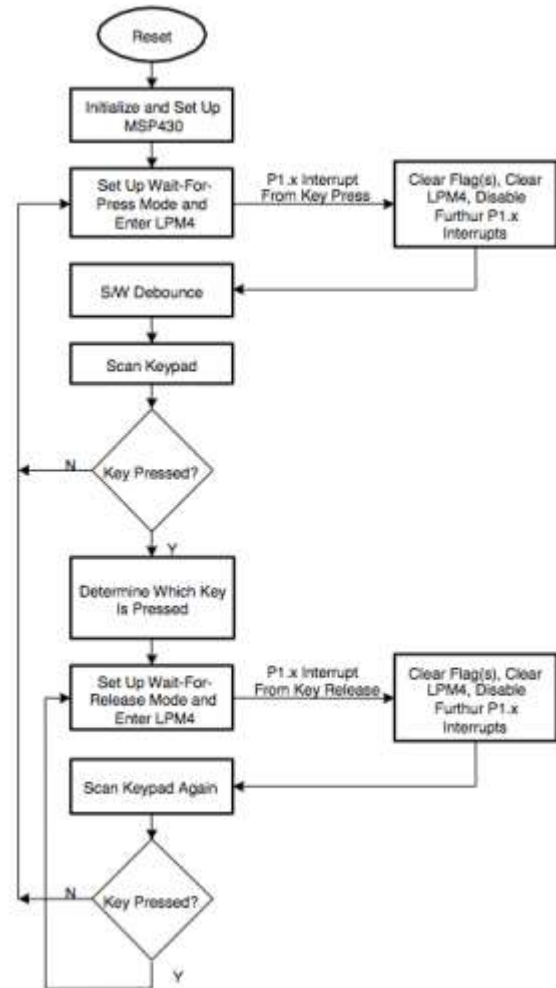 Reset
Initialize and Set Up
MSP430
Set Up Wait-For-
Press Mode and
Enter LPM4
P1.x Interrupt
From Key Press
Clear Flag(s), Clear
LPM4, Disable
Furthur P1.x
Interrupts
S/W Debounce
Scan Keypad
Key Pressed?
N
Y
Determine Which Key
Is Pressed
Set Up Wait-For-
Release Mode and
Enter LPM4
P1.x Interrupt
From Key Release
Clear Flag(s), Clear
LPM4, Disable
Furthur P1.x
Interrupts
Scan Keypad Again
Key Pressed?
N
Y